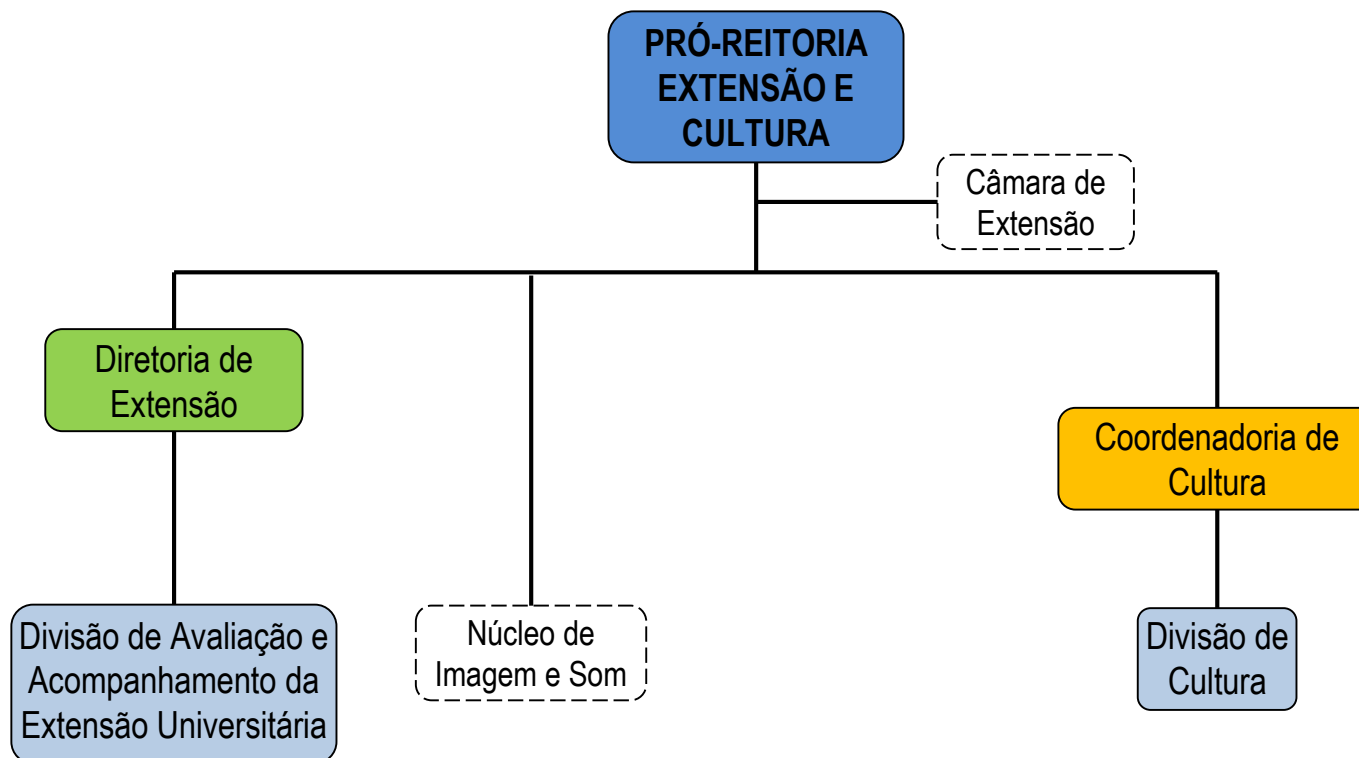 PRÓ-REITORIA
EXTENSÃO E
CULTURA
Câmara de
Extensão
Diretoria de
Extensão
Coordenadoria de
Cultura
Divisão de Avaliação e
Acompanhamento da
Extensão Universitária
Núcleo de
Imagem e Som
Divisão de
Cultura